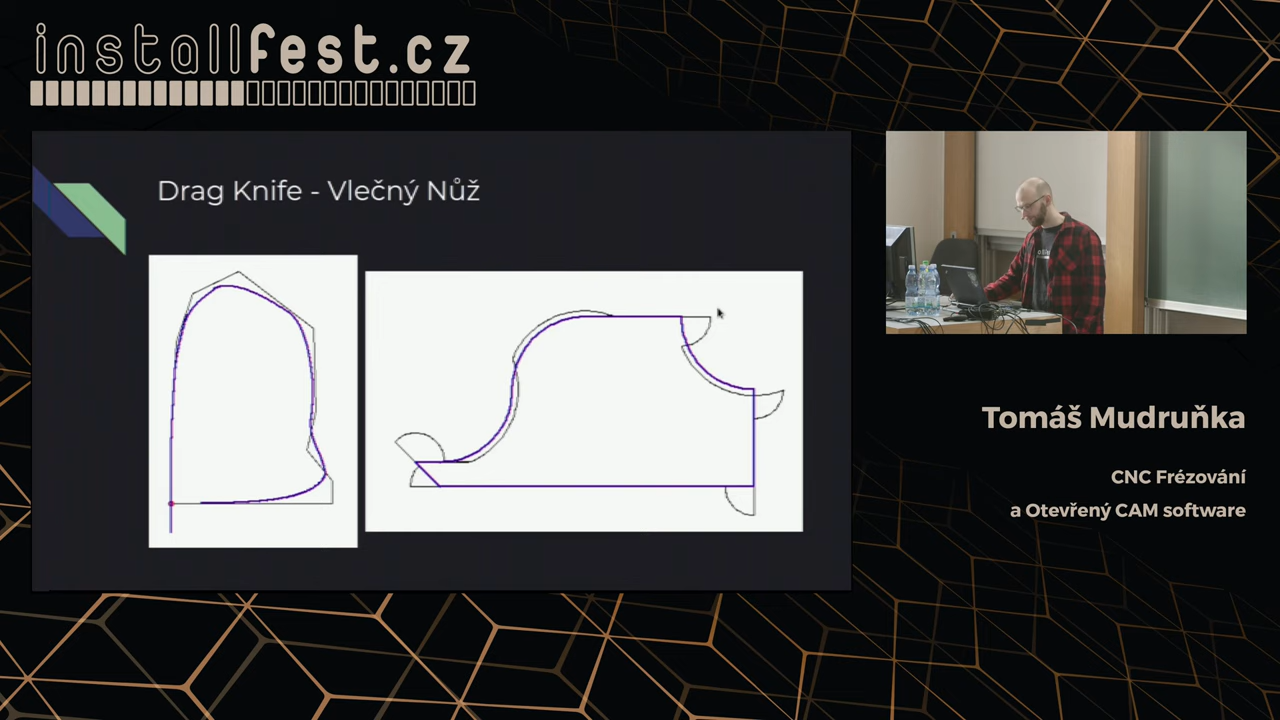 installfest.cz
Drag Knife - Vlečný Nůž
Tomáš Mudruňka
CNC Frézování
a Otevřený CAM software